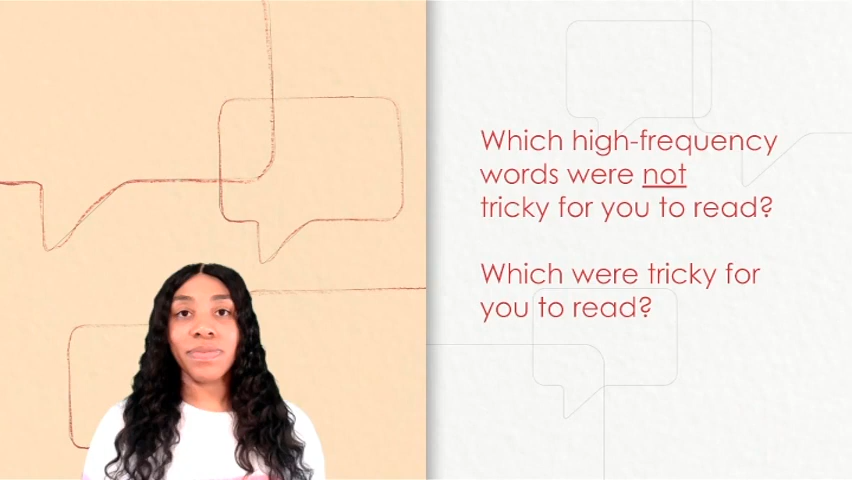 Which high-frequency
words were not
tricky for you to read?
Which were tricky for
you to read?